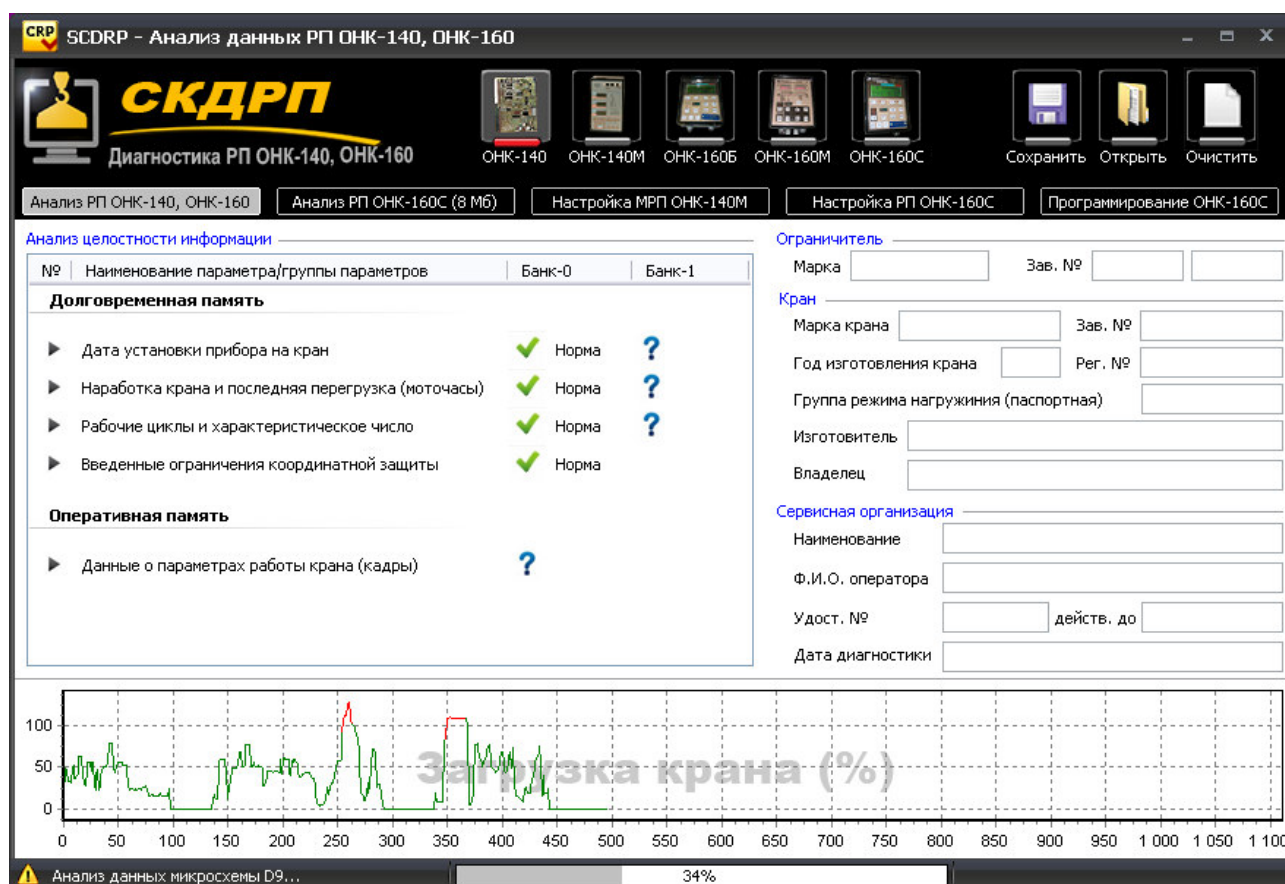 CRP SCDRP - Анализ данных РП ОНК-140, ОНК-160
СКДРП
Диагностика РП ОНК-140, ОНК-160
ОНК-140 ОНК-140М ОНК-160Б ОНК-160М ОНК-160С Сохранить Открыть Очистить
Анализ РП ОНК-140, ОНК-160 Анализ РП ОНК-160С (8 Мб) Настройка МРП ОНК-140М Настройка РП ОНК-160С Программирование ОНК-160С
Анализ целостности информации
№ Наименование параметра/группы параметров Банк-0 Банк-1
Долговременная память
Дата установки прибора на кран Норма ?
Наработка крана и последняя перегрузка (моточасы) Норма ?
Рабочие циклы и характеристическое число Норма ?
Введенные ограничения координатной защиты Норма
Оперативная память
Данные о параметрах работы крана (кадры) ?
Ограничитель
Марка Зав. №
Кран
Марка крана Зав. №
Год изготовления крана Рег. №
Группа режима нагружиния (паспортная)
Изготовитель
Владелец
Сервисная организация
Наименование
Ф.И.О. оператора
Удост. № действ. до
Дата диагностики
Загрузка крана (%)
100
50
0
0 50 100 150 200 250 300 350 400 450 500 550 600 650 700 750 800 850 900 950 1 000 1 050 1 100
Анализ данных микросхемы D9... 34%